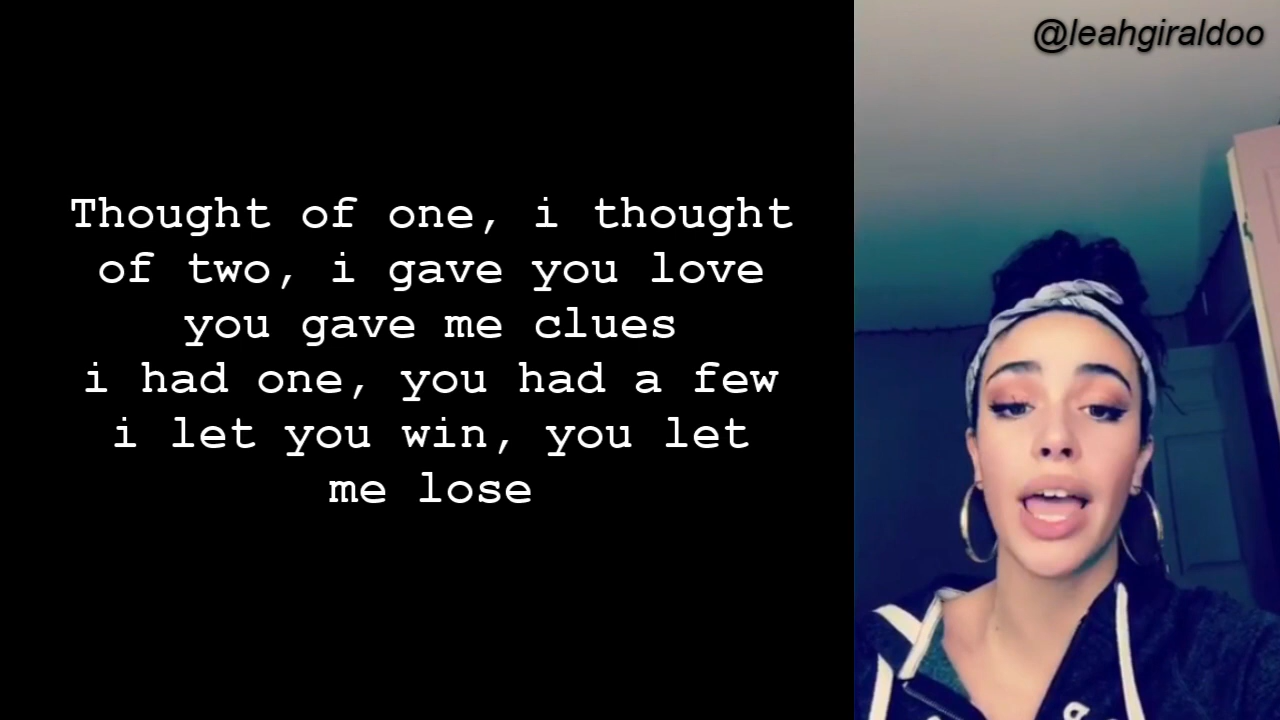 @leahgiraldoo
Thought of one, i thought
of two, i gave you love
you gave me clues
i had one, you had a few
i let you win, you let
me lose